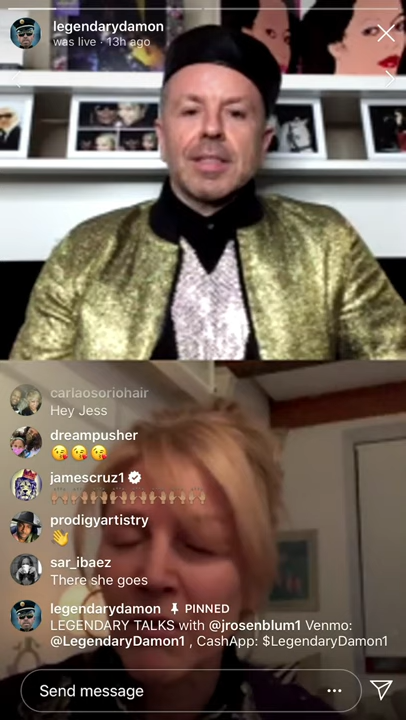 legendarydamon
was live · 13h ago
carlaosoriohair
Hey Jess
dreampusher
😘😘😘
jamescruz1
🙌🏽🙌🏽🙌🏽🙌🏽🙌🏽🙌🏽🙌🏽🙌🏽🙌🏽🙌🏽🙌🏽
prodigyartistry
👋
sar_ibaez
There she goes
legendarydamon PINNED
LEGENDARY TALKS with @jrosenblum1 Venmo:
@LegendaryDamon1 , CashApp: $LegendaryDamon1
Send message